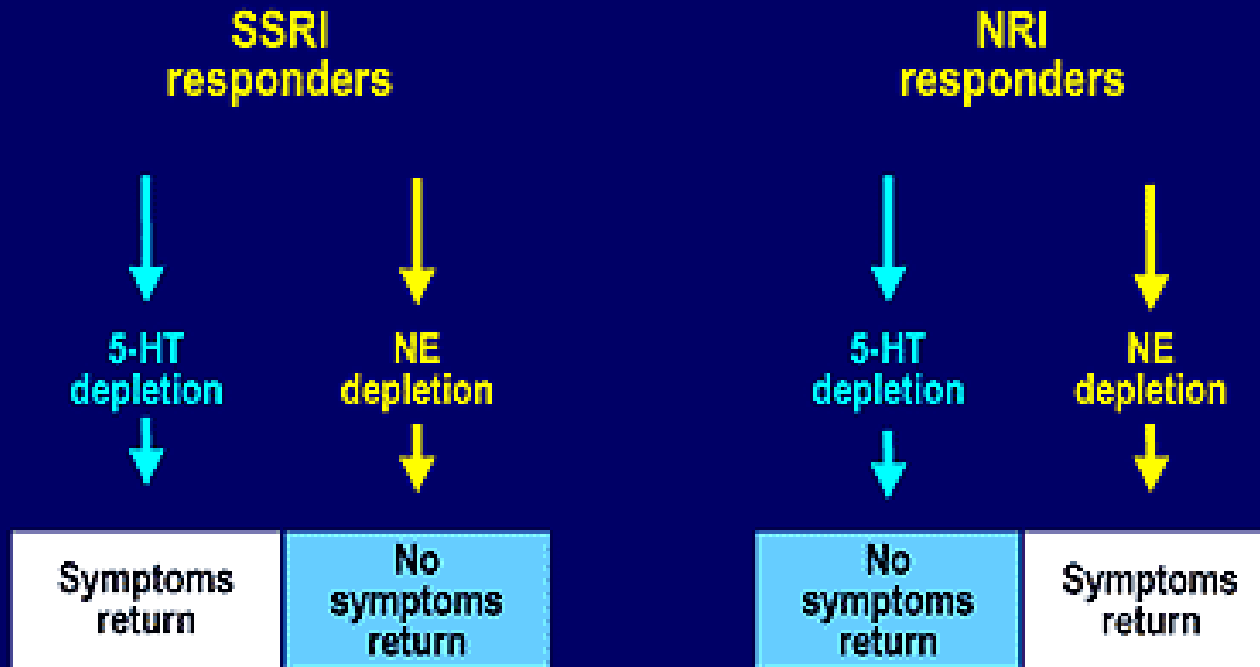 SSRI
responders
NRI
responders
5-HT
depletion
NE
depletion
5-HT
depletion
NE
depletion
Symptoms
return
No
symptoms
return
No
symptoms
return
Symptoms
return